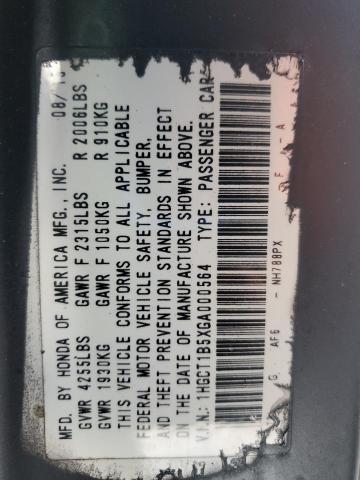 MFD. BY HONDA OF AMERICA MFG., INC. 08/
GVWR 4255LBS GAWR F 2315LBS R 2006LBS
GVWR 1930KG GAWR F 1050KG R 910KG
THIS VEHICLE CONFORMS TO ALL APPLICABLE
FEDERAL MOTOR VEHICLE SAFETY, BUMPER,
AND THEFT PREVENTION STANDARDS IN EFFECT
ON THE DATE OF MANUFACTURE SHOWN ABOVE.
V.I.N.: 1HGCT1B5XGA000584 TYPE: PASSENGER CAR
AF6 NH788PX